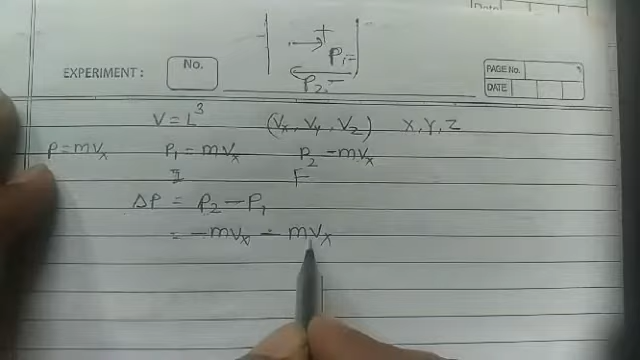 Date
+
P₁=
P₂-
EXPERIMENT :
No.
PAGE No.
DATE
V = L³ (Vx, Vy, Vz) X, Y, Z
P = mVx P₁ = mVx P₂ - mVx
I F
ΔP = P₂ - P₁
= -mVx - mVx